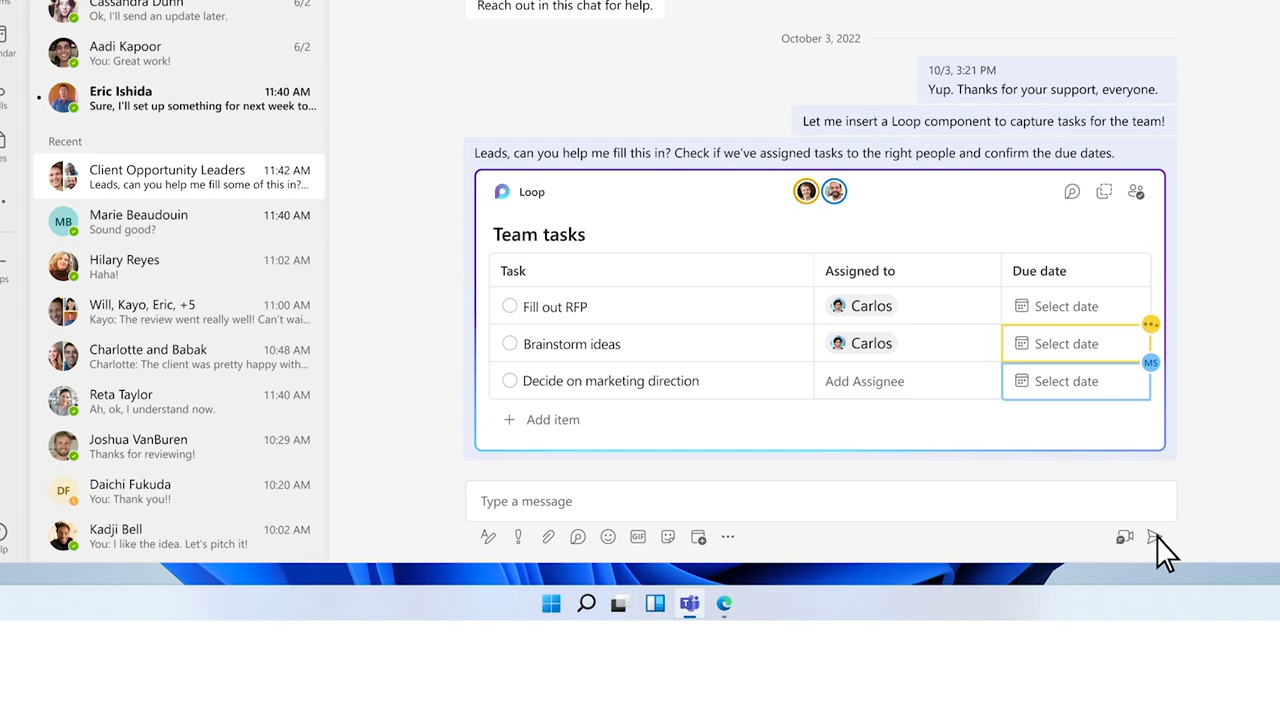 Cassandra Dunn 6/2
Ok, I'll send an update later.
Aadi Kapoor 6/2
You: Great work!
Eric Ishida 11:40 AM
Sure, I'll set up something for next week to...
Recent
Client Opportunity Leaders 11:42 AM
Leads, can you help me fill some of this in?...
MB
Marie Beaudouin 11:40 AM
Sound good?
Hilary Reyes 11:02 AM
Haha!
Will, Kayo, Eric, +5 11:00 AM
Kayo: The review went really well! Can't wai...
Charlotte and Babak 10:48 AM
Charlotte: The client was pretty happy with...
Reta Taylor 11:40 AM
Ah, ok, I understand now.
Joshua VanBuren 10:29 AM
Thanks for reviewing!
DF
Daichi Fukuda 10:20 AM
You: Thank you!!
Kadji Bell 10:02 AM
You: I like the idea. Let's pitch it!
Reach out in this chat for help.
October 3, 2022
10/3, 3:21 PM
Yup. Thanks for your support, everyone.
Let me insert a Loop component to capture tasks for the team!
Leads, can you help me fill this in? Check if we've assigned tasks to the right people and confirm the due dates.
Loop
Team tasks
Task Assigned to Due date
Fill out RFP Carlos Select date
Brainstorm ideas Carlos Select date
MS
Decide on marketing direction Add Assignee Select date
+ Add item
Type a message
GIF